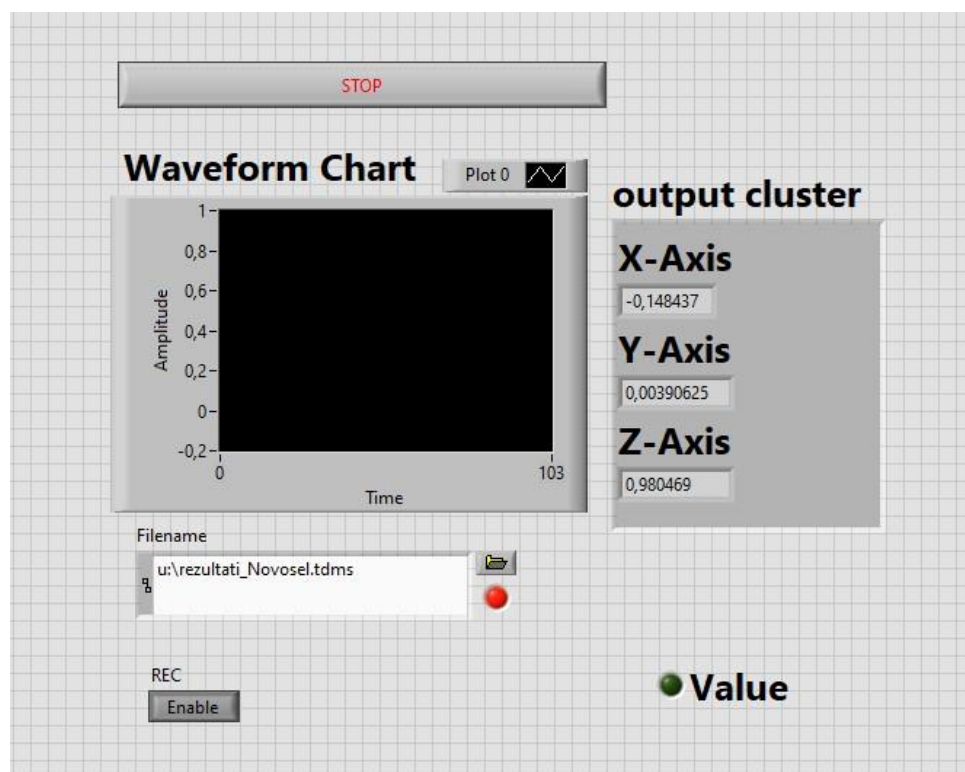 STOP
Waveform Chart
Plot 0
1
0,8
0,6
0,4
0,2
0
-0,2
Amplitude
0
103
Time
output cluster
X-Axis
-0,148437
Y-Axis
0,00390625
Z-Axis
0,980469
Filename
u:\rezultati_Novosel.tdms
REC
Enable
Value